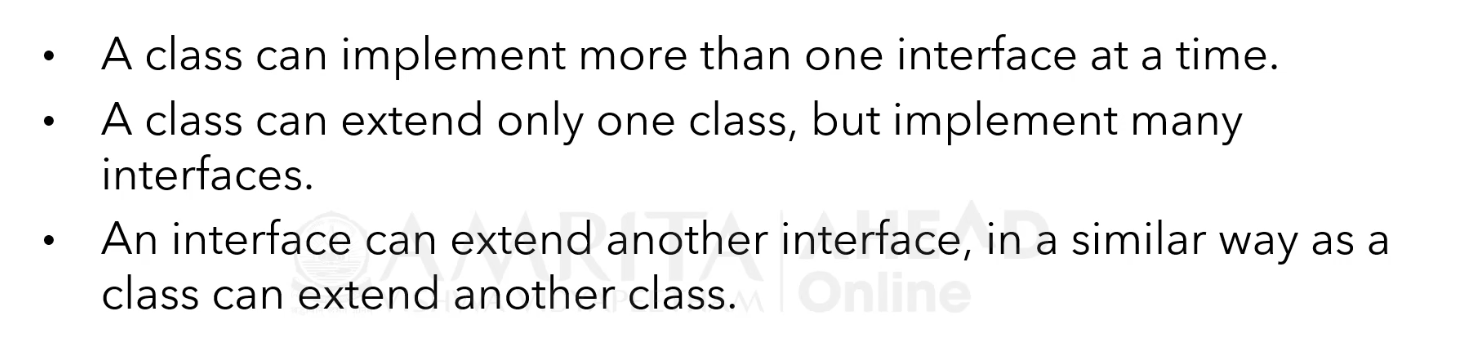 • A class can implement more than one interface at a time.
• A class can extend only one class, but implement many
interfaces.
• An interface can extend another interface, in a similar way as a
class can extend another class.
AMRITA AHEAD
Online